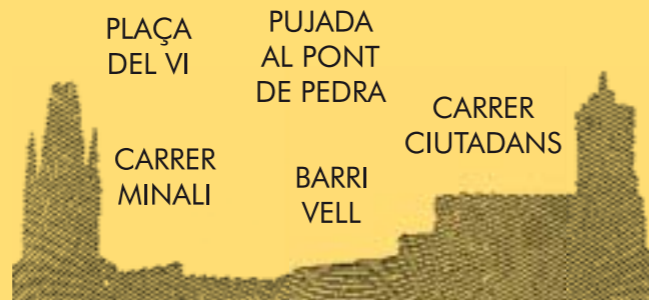 PLAÇA
DEL VI
PUJADA
AL PONT
DE PEDRA
CARRER
CIUTADANS
CARRER
MINALI
BARRI
VELL